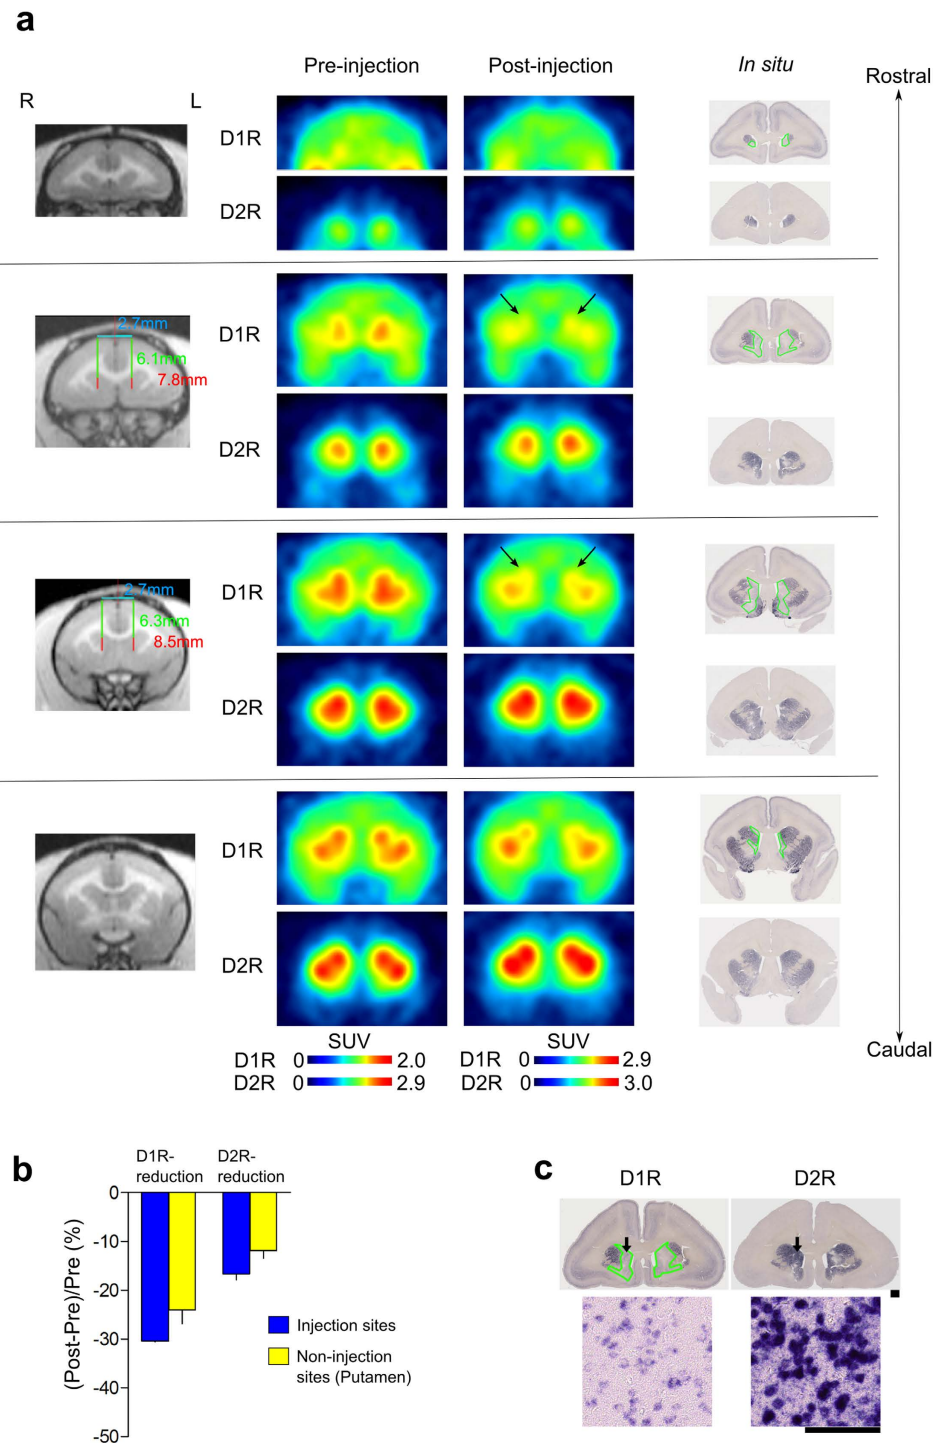 a
Pre-injection Post-injection In situ
Rostral
R L
D1R
D2R
2.7mm
6.1mm
7.8mm
D1R
D2R
2.7mm
6.3mm
8.5mm
D1R
D2R
D1R
D2R
Caudal
SUV SUV
D1R 0 2.0 D1R 0 2.9
D2R 0 2.9 D2R 0 3.0
b
D1R- D2R-
reduction reduction
(Post-Pre)/Pre (%)
0
-10
-20
-30
-40
-50
Injection sites
Non-injection
sites (Putamen)
c
D1R D2R